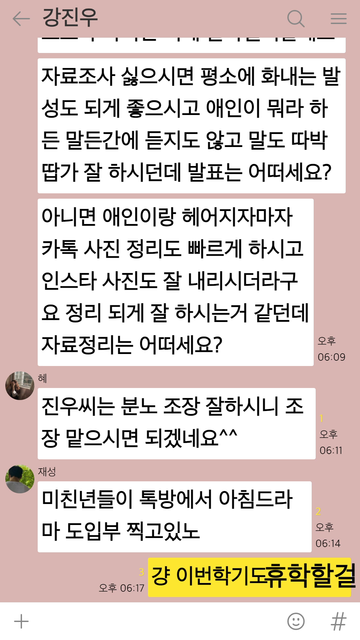 강진우
자료조사 싫으시면 평소에 화내는 발
성도 되게 좋으시고 애인이 뭐라 하
든 말든간에 듣지도 않고 말도 따박
땁가 잘 하시던데 발표는 어떠세요?
아니면 애인이랑 헤어지자마자
카톡 사진 정리도 빠르게 하시고
인스타 사진도 잘 내리시더라구
요 정리 되게 잘 하시는거 같던데
자료정리는 어떠세요?
오후
06:09
혜
진우씨는 분노 조장 잘하시니 조
장 맡으시면 되겠네요^^
1
오후
06:11
재성
미친년들이 톡방에서 아침드라
마 도입부 찍고있노
2
오후
06:14
3
오후 06:17
걍 이번학기도휴학할걸